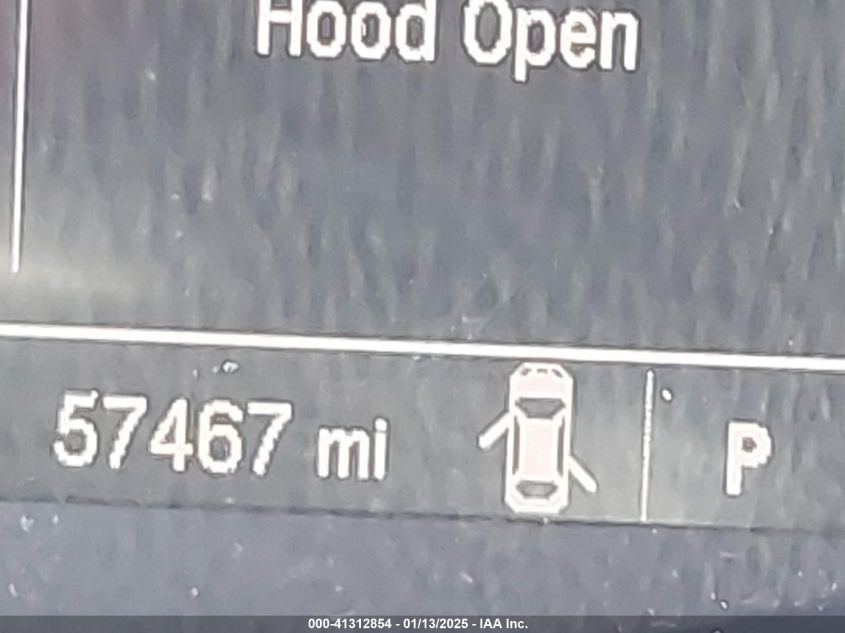 Hood Open
57467 mi P
000-41312854 - 01/13/2025 - IAA Inc.